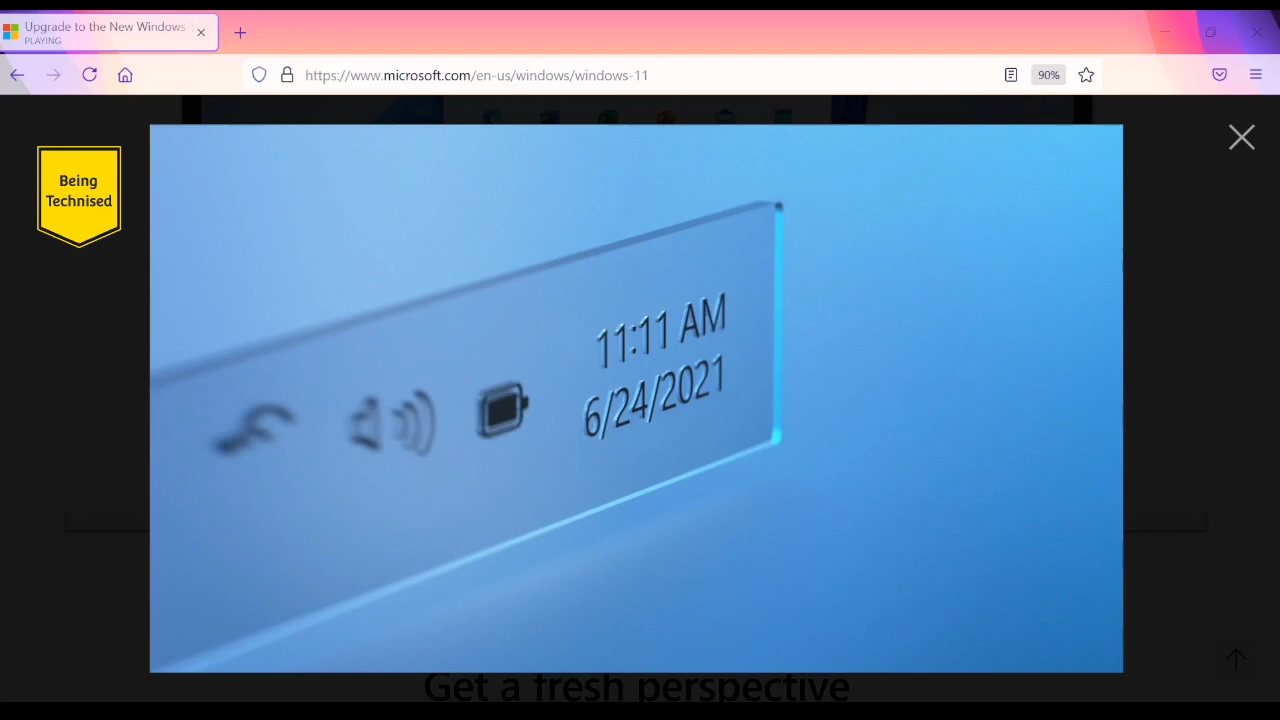 Upgrade to the New Windows
PLAYING
https://www.microsoft.com/en-us/windows/windows-11
90%
Being
Technised
11:11 AM
6/24/2021
Get a fresh perspective